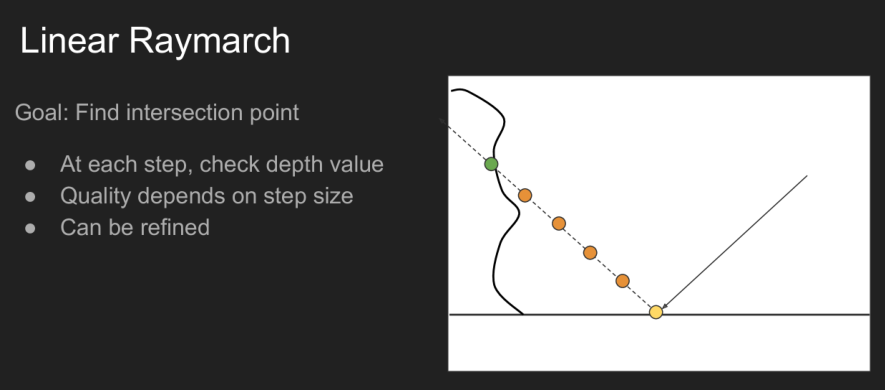 Linear Raymarch
Goal: Find intersection point
● At each step, check depth value
● Quality depends on step size
● Can be refined